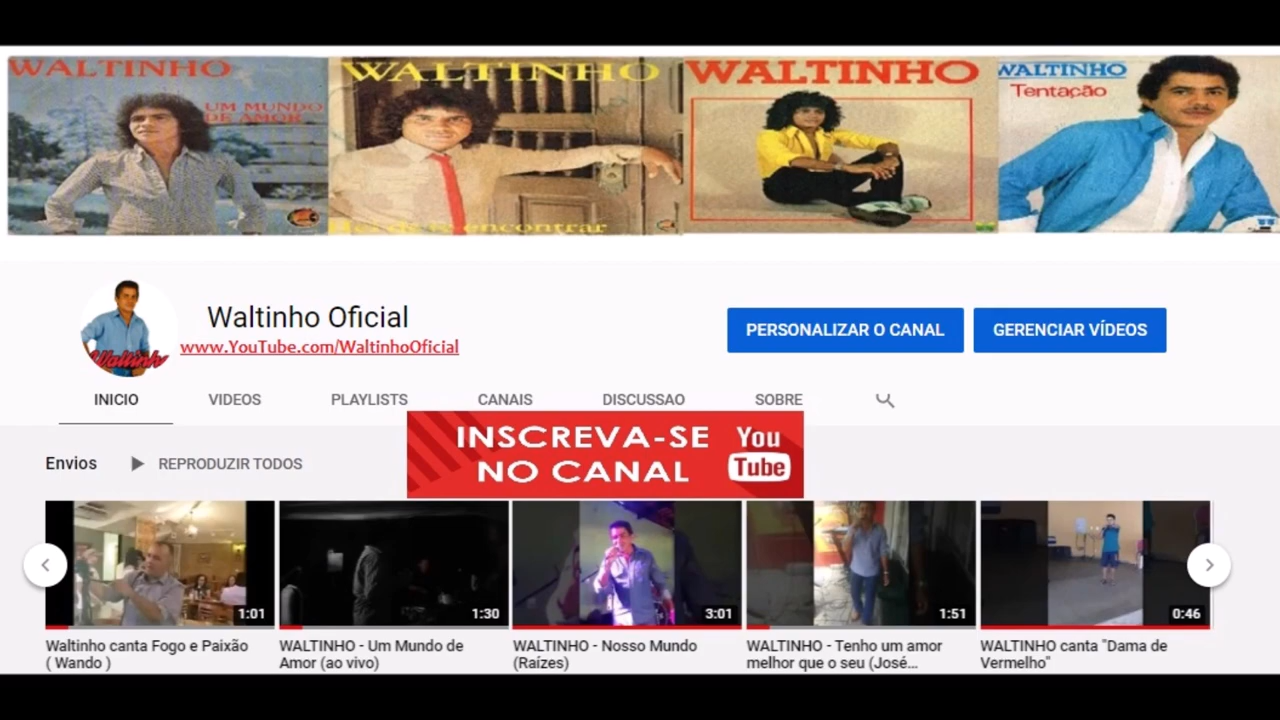 WALTINHO
UM MUNDO
DE AMOR
WALTINHO
encontrar
WALTINHO
WALTINHO
Tentação
Waltinho Oficial
www.YouTube.com/WaltinhoOficial
PERSONALIZAR O CANAL
GERENCIAR VÍDEOS
INICIO
VIDEOS
PLAYLISTS
CANAIS
DISCUSSAO
SOBRE
INSCREVA-SE
NO CANAL
You
Tube
Envios
REPRODUZIR TODOS
1:01
1:30
3:01
1:51
0:46
Waltinho canta Fogo e Paixão
( Wando )
WALTINHO - Um Mundo de
Amor (ao vivo)
WALTINHO - Nosso Mundo
(Raízes)
WALTINHO - Tenho um amor
melhor que o seu (José...
WALTINHO canta "Dama de
Vermelho"